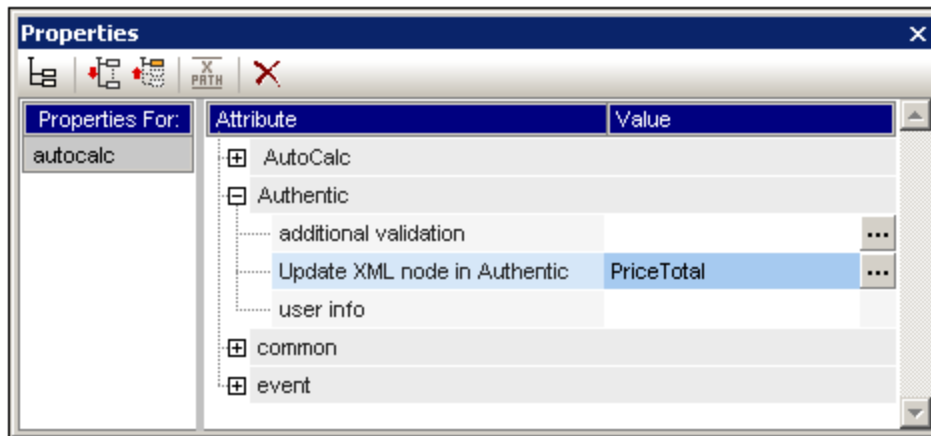 Properties
X
PATH
Properties For:
Attribute
Value
autocalc
AutoCalc
Authentic
additional validation
...
Update XML node in Authentic
PriceTotal
...
user info
common
event